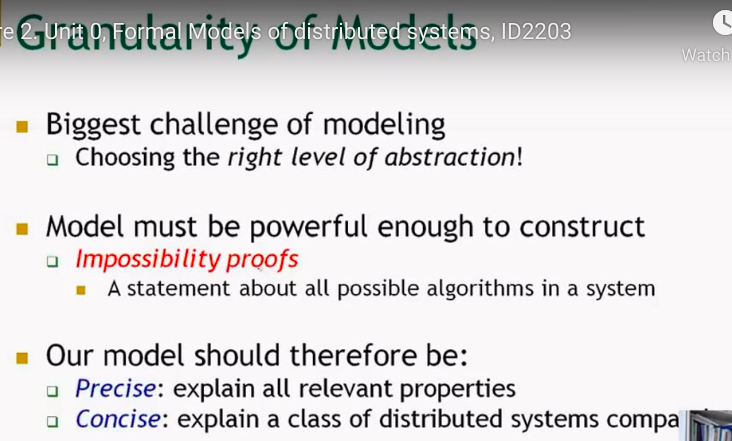 Granularity of Models
re 2. Unit 0, Formal Models of distributed systems, ID2203
Watch
Biggest challenge of modeling
Choosing the right level of abstraction!
Model must be powerful enough to construct
Impossibility proofs
A statement about all possible algorithms in a system
Our model should therefore be:
Precise: explain all relevant properties
Concise: explain a class of distributed systems compa